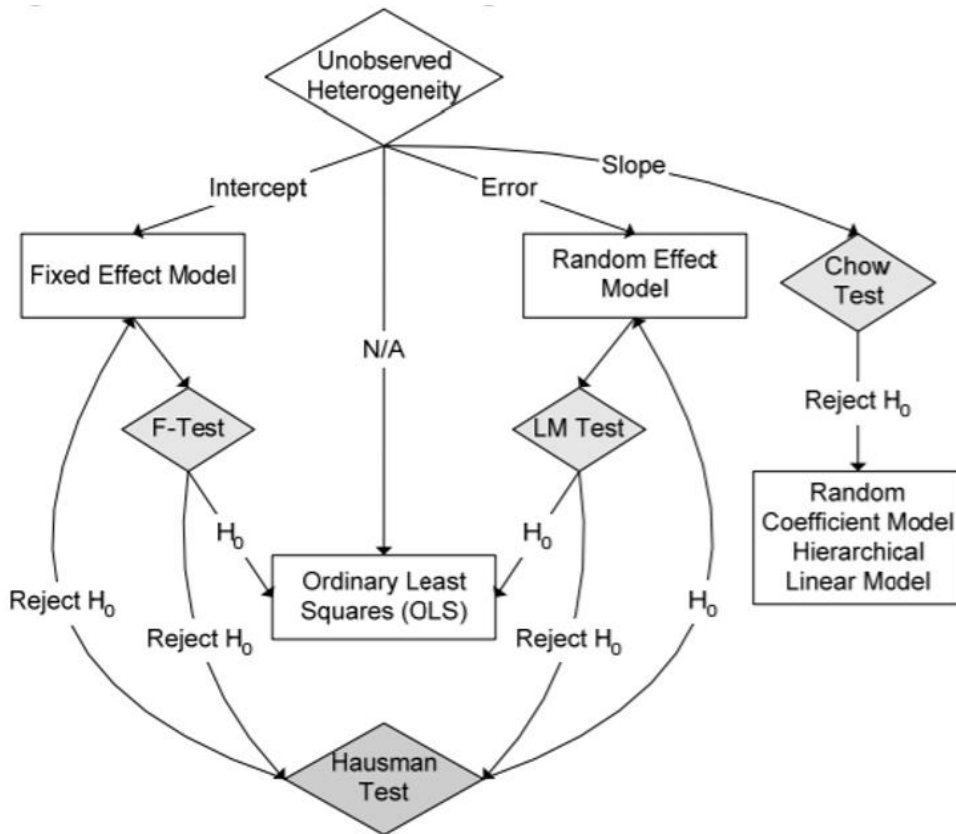 Unobserved
Heterogeneity
Intercept
Error
Slope
Fixed Effect Model
Random Effect
Model
Chow
Test
N/A
F-Test
LM Test
Reject H₀
Random
Coefficient Model
Hierarchical
Linear Model
H₀
H₀
Ordinary Least
Squares (OLS)
Reject H₀
Reject H₀
Reject H₀
H₀
Hausman
Test